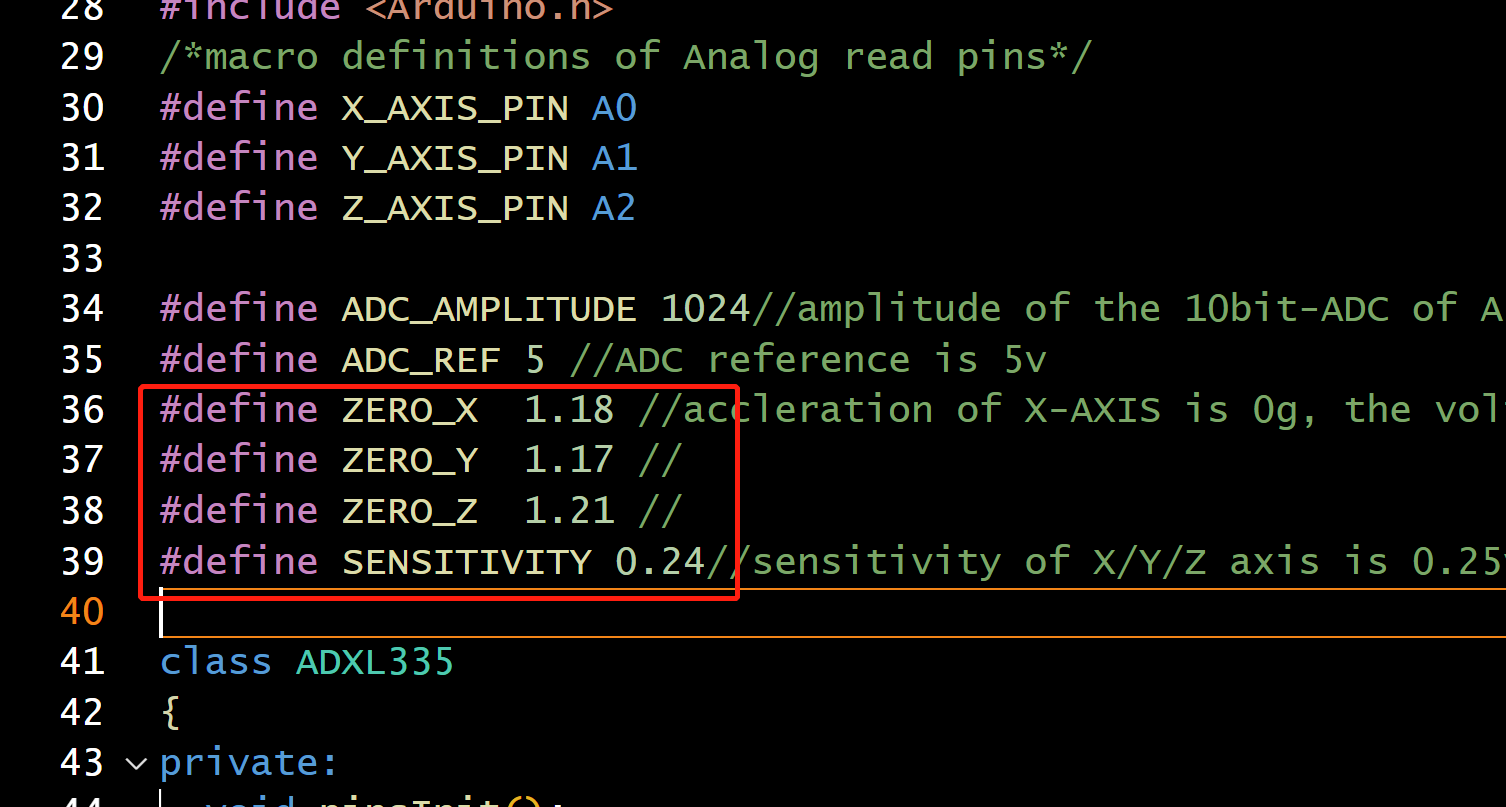 28 #include <Arduino.h>
29 /*macro definitions of Analog read pins*/
30 #define X_AXIS_PIN A0
31 #define Y_AXIS_PIN A1
32 #define Z_AXIS_PIN A2
33
34 #define ADC_AMPLITUDE 1024//amplitude of the 10bit-ADC of A
35 #define ADC_REF 5 //ADC reference is 5v
36 #define ZERO_X  1.18 //accleration of X-AXIS is 0g, the vol
37 #define ZERO_Y  1.17 //
38 #define ZERO_Z  1.21 //
39 #define SENSITIVITY 0.24//sensitivity of X/Y/Z axis is 0.25v
40
41 class ADXL335
42 {
43 private:
44 void pinsInit();